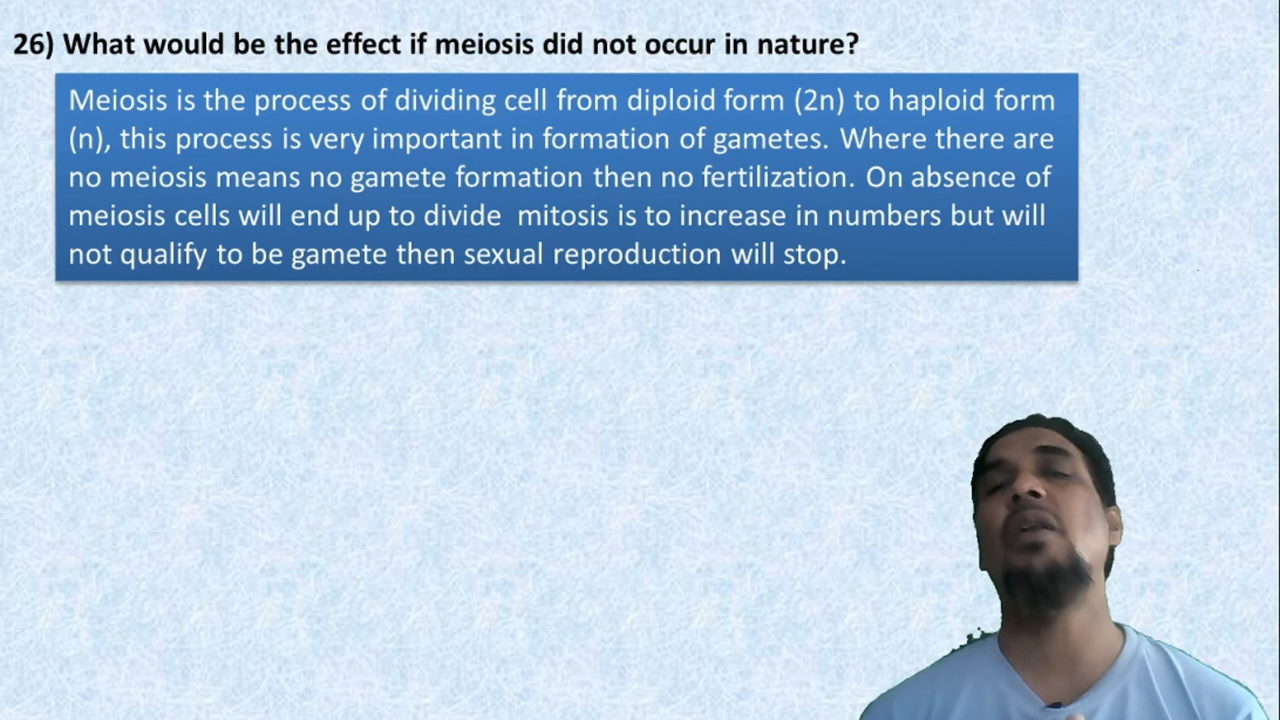 26) What would be the effect if meiosis did not occur in nature?
Meiosis is the process of dividing cell from diploid form (2n) to haploid form
(n), this process is very important in formation of gametes. Where there are
no meiosis means no gamete formation then no fertilization. On absence of
meiosis cells will end up to divide mitosis is to increase in numbers but will
not qualify to be gamete then sexual reproduction will stop.